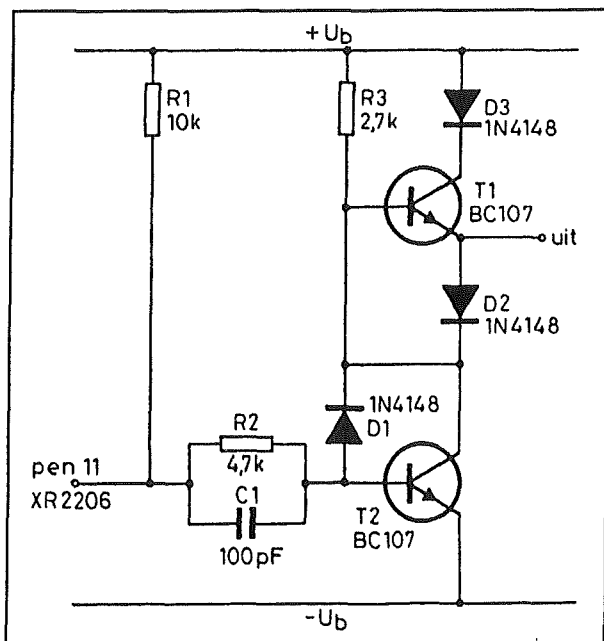 +Ub
R1
10k
R3
2,7k
D3
1N4148
T1
BC107
uit
D2
1N4148
1N4148
D1
R2
4,7k
pen 11
XR2206
C1
100pF
T2
BC107
-Ub